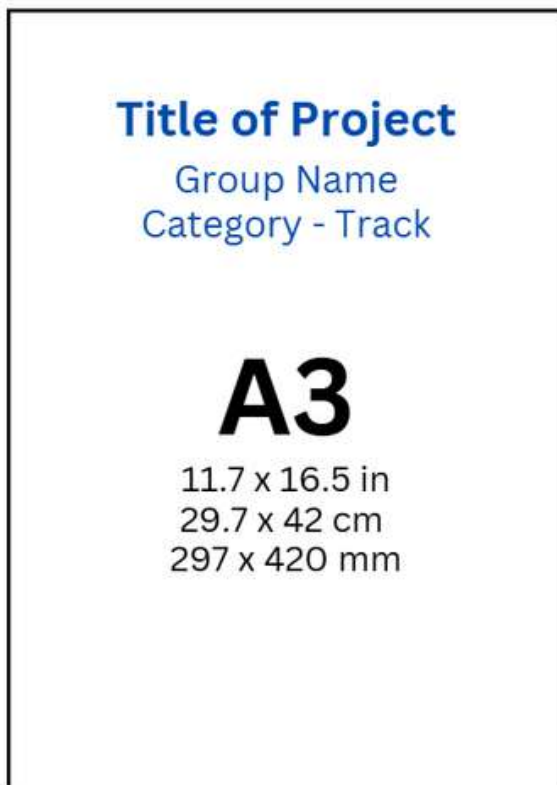 Title of Project
Group Name
Category - Track
A3
11.7 x 16.5 in
29.7 x 42 cm
297 x 420 mm